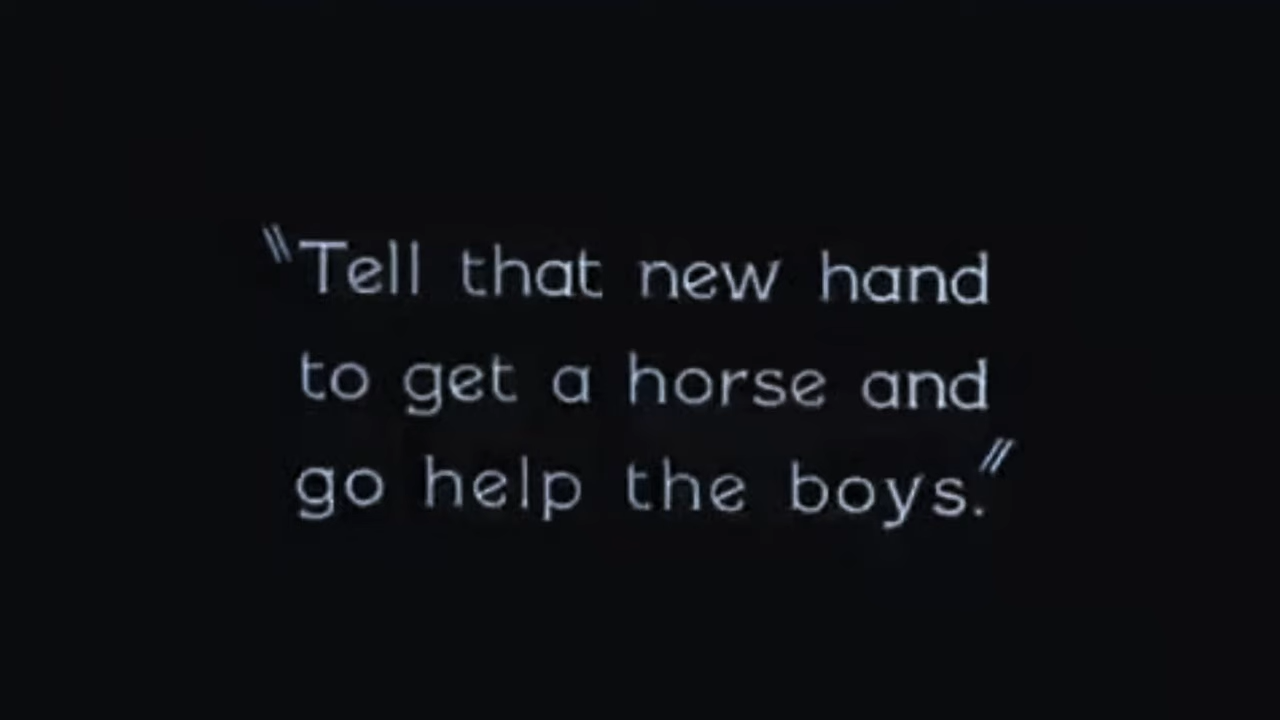 "Tell that new hand
to get a horse and
go help the boys."